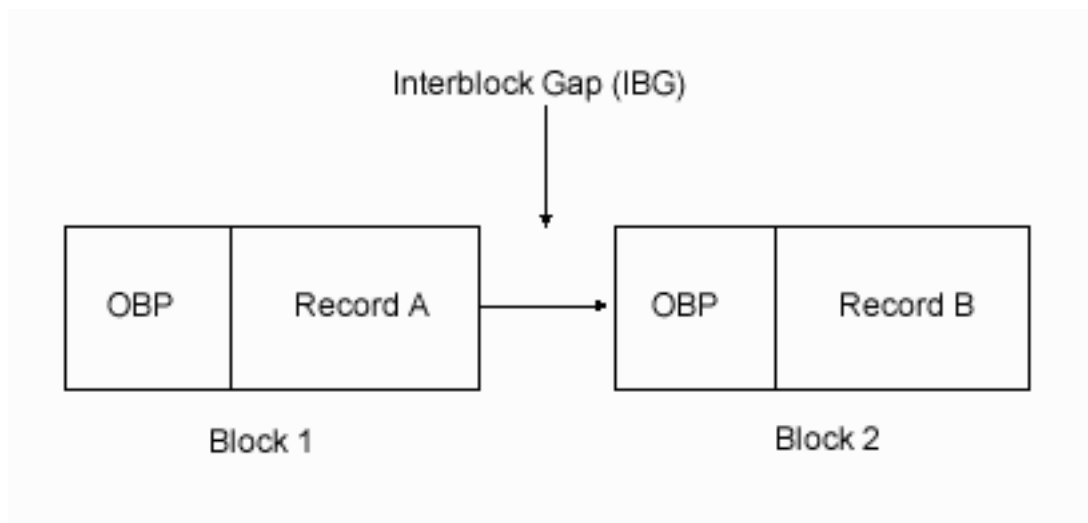 Interblock Gap (IBG)
OBP
Record A
OBP
Record B
Block 1
Block 2